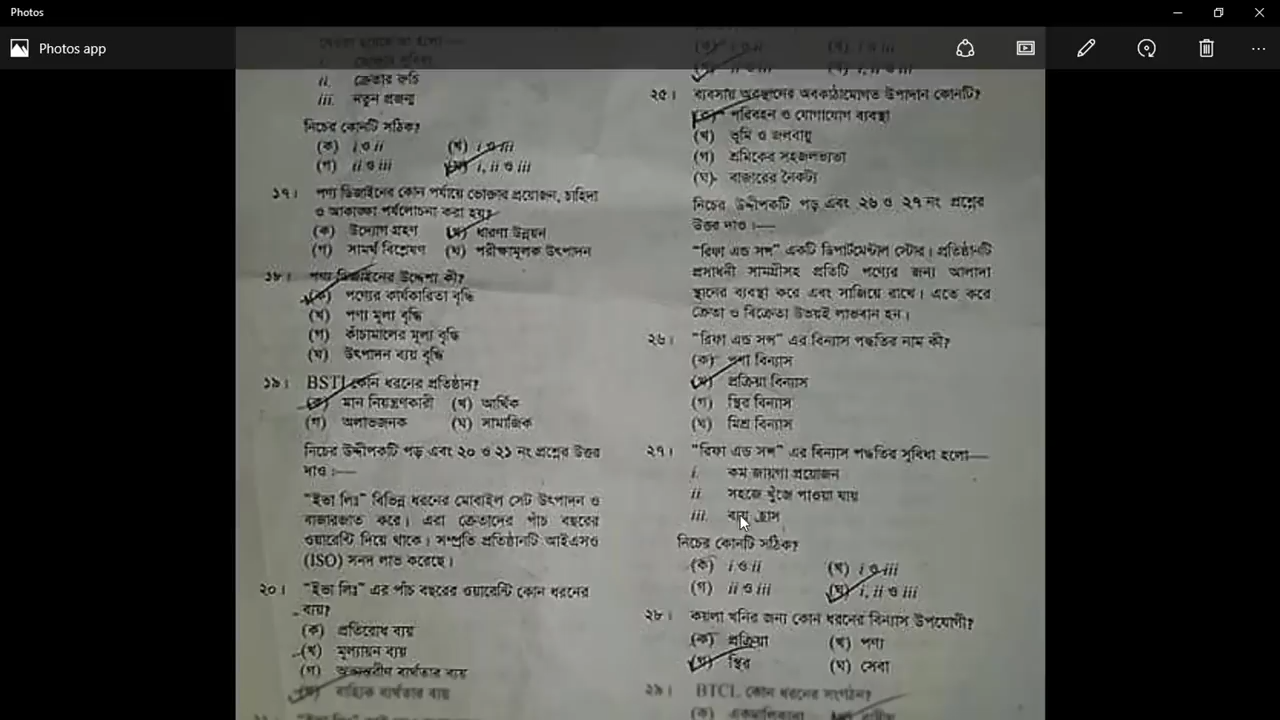 Photos
Photos app
ii. ক্রেতার রুচি
iii. নতুন প্রজন্ম
নিচের কোনটি সঠিক?
(ক) i ও ii (খ) i ও iii
(গ) ii ও iii (ঘ) i, ii ও iii
১৭। পণ্য ডিজাইনের কোন পর্যায়ে ভোক্তার প্রয়োজন, চাহিদা
ও আকাঙ্ক্ষা পর্যলোচনা করা হয়?
(ক) উদ্যোগ গ্রহণ (খ) ধারণা উন্নয়ন
(গ) সামর্থ বিশ্লেষণ (ঘ) পরীক্ষামূলক উৎপাদন
১৮। পণ্য ডিজাইনের উদ্দেশ্য কী?
(ক) পণ্যের কার্যকারিতা বৃদ্ধি
(খ) পণ্য মূল্য বৃদ্ধি
(গ) কাঁচামালের মূল্য বৃদ্ধি
(ঘ) উৎপাদন ব্যয় বৃদ্ধি
১৯। BSTI কোন ধরনের প্রতিষ্ঠান?
(ক) মান নিয়ন্ত্রণকারী (খ) আর্থিক
(গ) অলাভজনক (ঘ) সামাজিক
নিচের উদ্দীপকটি পড় এবং ২০ ও ২১ নং প্রশ্নের উত্তর
দাও :—
“ইভা লিঃ” বিভিন্ন ধরনের মোবাইল সেট উৎপাদন ও
বাজারজাত করে। এরা ক্রেতাদের পাঁচ বছরের
ওয়ারেন্টি দিয়ে থাকে। সম্প্রতি প্রতিষ্ঠানটি আইএসও
(ISO) সনদ লাভ করেছে।
২০। “ইভা লিঃ” এর পাঁচ বছরের ওয়ারেন্টি কোন ধরনের
ব্যয়?
(ক) প্রতিরোধ ব্যয়
(খ) মূল্যায়ন ব্যয়
(গ) অভ্যন্তরীণ ব্যর্থতার ব্যয়
(ঘ) বাহ্যিক ব্যর্থতার ব্যয়
(ক) i ও ii (খ) i ও iii
(গ) ii ও iii (ঘ) i, ii ও iii
২৫। ব্যবসায় অবস্থানের অবকাঠামোগত উপাদান কোনটি?
(ক) পরিবহন ও যোগাযোগ ব্যবস্থা
(খ) ভূমি ও জলবায়ু
(গ) শ্রমিকের সহজলভ্যতা
(ঘ) বাজারের নৈকট্য
নিচের উদ্দীপকটি পড় এবং ২৬ ও ২৭ নং প্রশ্নের
উত্তর দাও :—
“রিফা এন্ড সন্স” একটি ডিপার্টমেন্টাল স্টোর। প্রতিষ্ঠানটি
প্রসাধনী সামগ্রীসহ প্রতিটি পণ্যের জন্য আলাদা
স্থানের ব্যবস্থা করে এবং সাজিয়ে রাখে। এতে করে
ক্রেতা ও বিক্রেতা উভয়ই লাভবান হন।
২৬। “রিফা এন্ড সন্স” এর বিন্যাস পদ্ধতির নাম কী?
(ক) পণ্য বিন্যাস
(খ) প্রক্রিয়া বিন্যাস
(গ) স্থির বিন্যাস
(ঘ) মিশ্র বিন্যাস
২৭। “রিফা এন্ড সন্স” এর বিন্যাস পদ্ধতির সুবিধা হলো—
i. কম জায়গা প্রয়োজন
ii. সহজে খুঁজে পাওয়া যায়
iii. ব্যয় হ্রাস
নিচের কোনটি সঠিক?
(ক) i ও ii (খ) i ও iii
(গ) ii ও iii (ঘ) i, ii ও iii
২৮। কয়লা খনির জন্য কোন ধরনের বিন্যাস উপযোগী?
(ক) প্রক্রিয়া (খ) পণ্য
(গ) স্থির (ঘ) সেবা
২৯। BTCL কোন ধরনের সংগঠন?
(ক) একমালিকানা